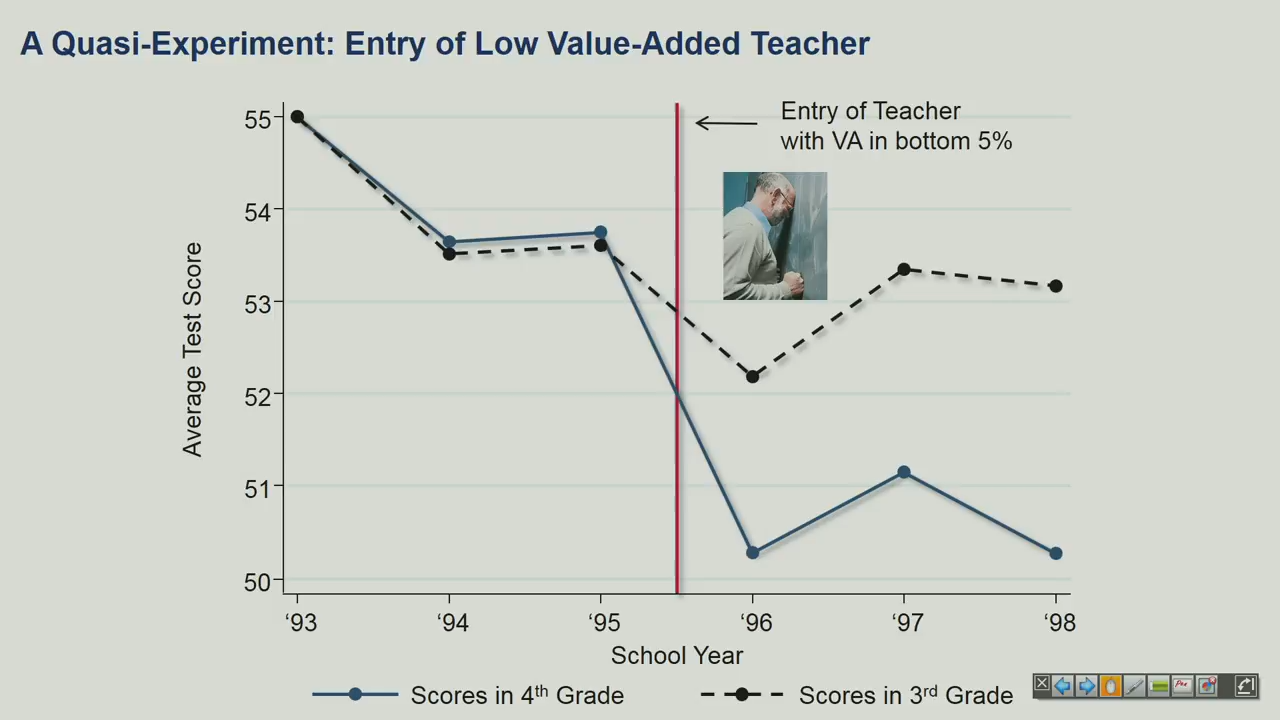 A Quasi-Experiment: Entry of Low Value-Added Teacher
Entry of Teacher
with VA in bottom 5%
55
54
53
52
51
50
Average Test Score
‘93 ‘94 ‘95 ‘96 ‘97 ‘98
School Year
Scores in 4th Grade Scores in 3rd Grade